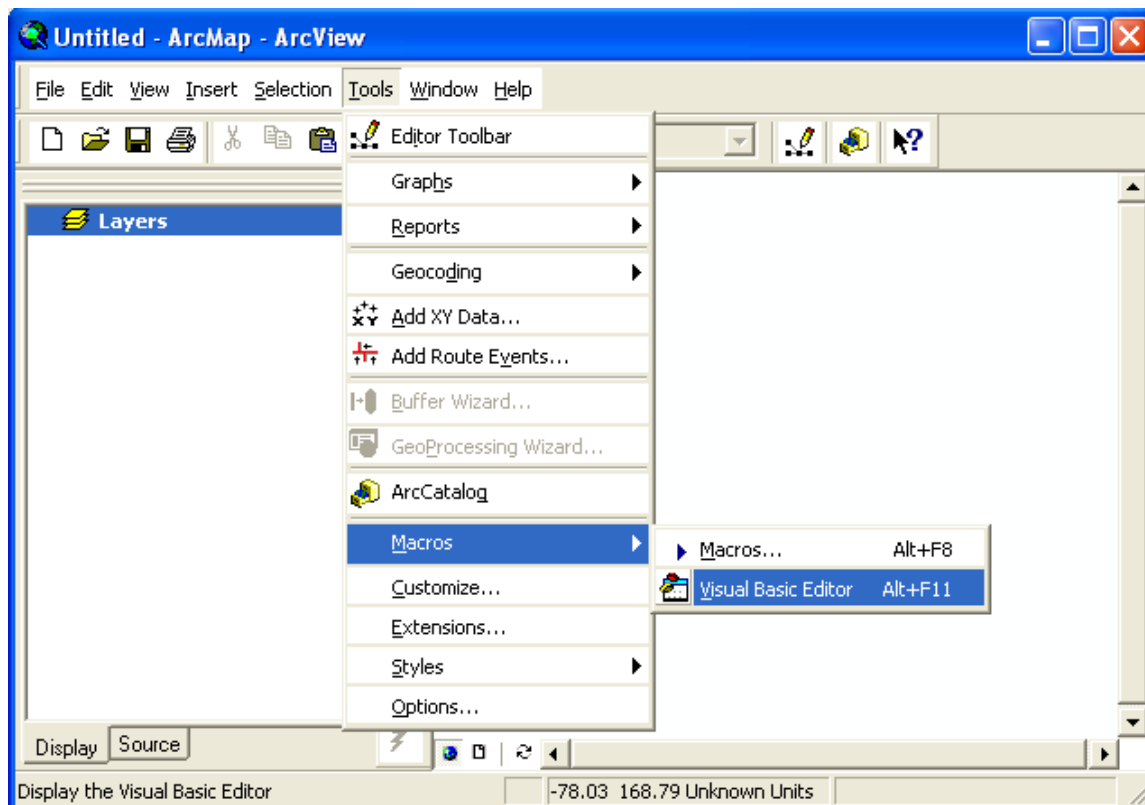 Untitled - ArcMap - ArcView
File Edit View Insert Selection Tools Window Help
Editor Toolbar
Graphs
Reports
Geocoding
Add XY Data...
Add Route Events...
Buffer Wizard...
GeoProcessing Wizard...
ArcCatalog
Macros
Customize...
Extensions...
Styles
Options...
Macros... Alt+F8
Visual Basic Editor Alt+F11
Layers
Display Source
Display the Visual Basic Editor -78.03 168.79 Unknown Units